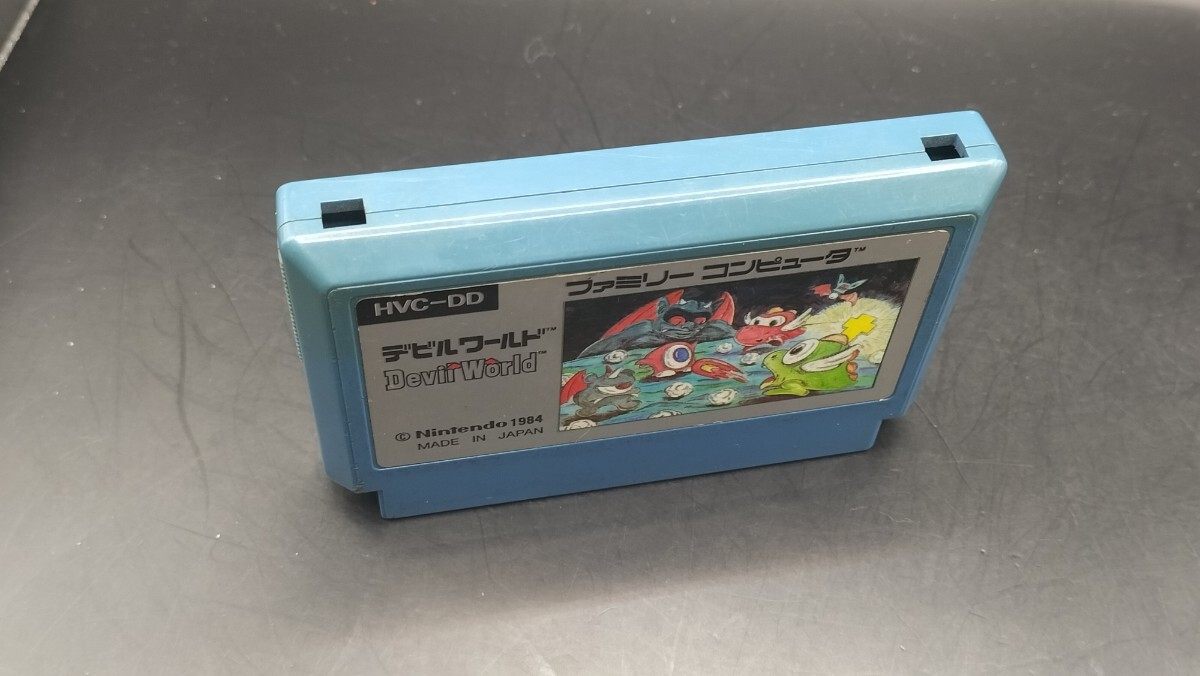 HVC-DD
ファミリー コンピュータ™
デビルワールド™
Devil World™
© Nintendo 1984
MADE IN JAPAN